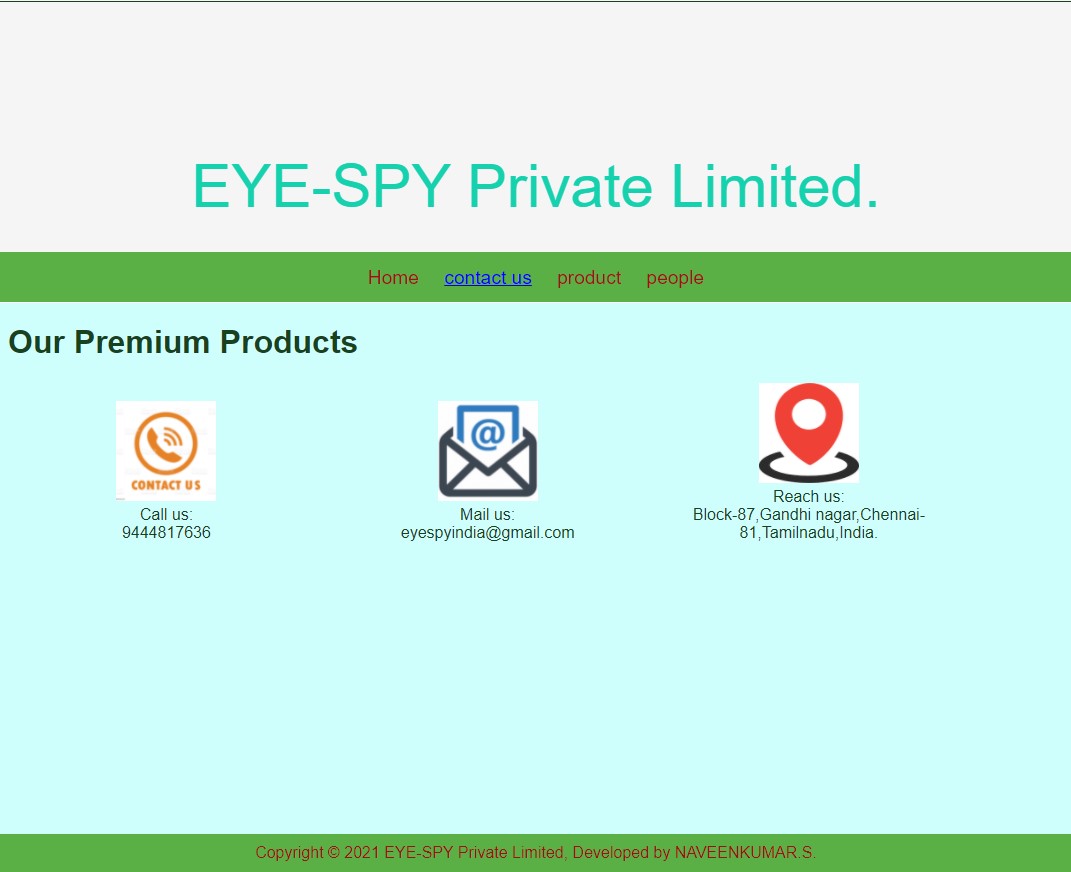 EYE-SPY Private Limited.
Home contact us product people
Our Premium Products
CONTACT US
Call us:
9444817636
@
Mail us:
eyespyindia@gmail.com
Reach us:
Block-87,Gandhi nagar,Chennai-
81,Tamilnadu,India.
Copyright © 2021 EYE-SPY Private Limited, Developed by NAVEENKUMAR.S.